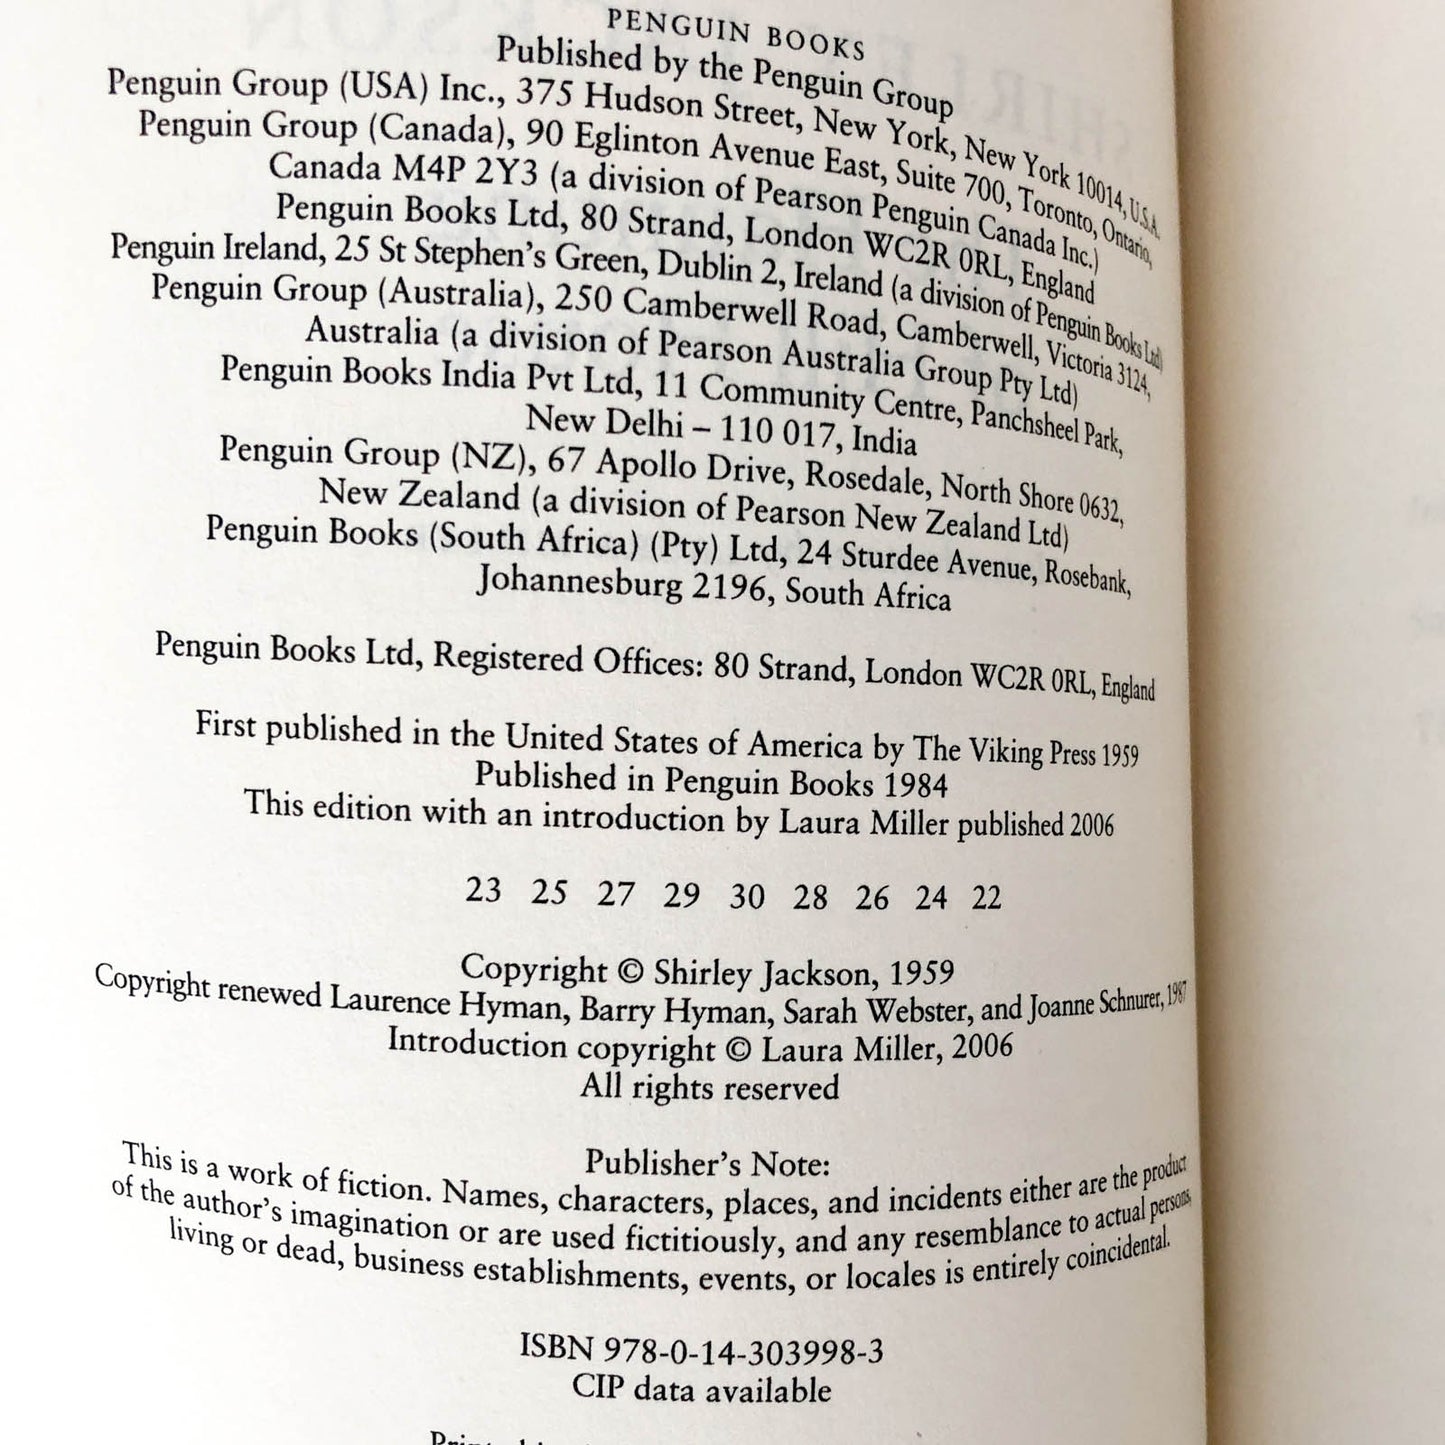 PENGUIN BOOKS
Published by the Penguin Group
Penguin Group (USA) Inc., 375 Hudson Street, New York, New York 10014, U.S.A.
Penguin Group (Canada), 90 Eglinton Avenue East, Suite 700, Toronto, Ontario,
Canada M4P 2Y3 (a division of Pearson Penguin Canada Inc.)
Penguin Books Ltd, 80 Strand, London WC2R 0RL, England
Penguin Ireland, 25 St Stephen's Green, Dublin 2, Ireland (a division of Penguin Books Ltd)
Penguin Group (Australia), 250 Camberwell Road, Camberwell, Victoria 3124,
Australia (a division of Pearson Australia Group Pty Ltd)
Penguin Books India Pvt Ltd, 11 Community Centre, Panchsheel Park,
New Delhi – 110 017, India
Penguin Group (NZ), 67 Apollo Drive, Rosedale, North Shore 0632,
New Zealand (a division of Pearson New Zealand Ltd)
Penguin Books (South Africa) (Pty) Ltd, 24 Sturdee Avenue, Rosebank,
Johannesburg 2196, South Africa
Penguin Books Ltd, Registered Offices: 80 Strand, London WC2R 0RL, England
First published in the United States of America by The Viking Press 1959
Published in Penguin Books 1984
This edition with an introduction by Laura Miller published 2006
23 25 27 29 30 28 26 24 22
Copyright © Shirley Jackson, 1959
Copyright renewed Laurence Hyman, Barry Hyman, Sarah Webster, and Joanne Schnurer, 1987
Introduction copyright © Laura Miller, 2006
All rights reserved
Publisher's Note:
This is a work of fiction. Names, characters, places, and incidents either are the product
of the author's imagination or are used fictitiously, and any resemblance to actual persons,
living or dead, business establishments, events, or locales is entirely coincidental.
ISBN 978-0-14-303998-3
CIP data available